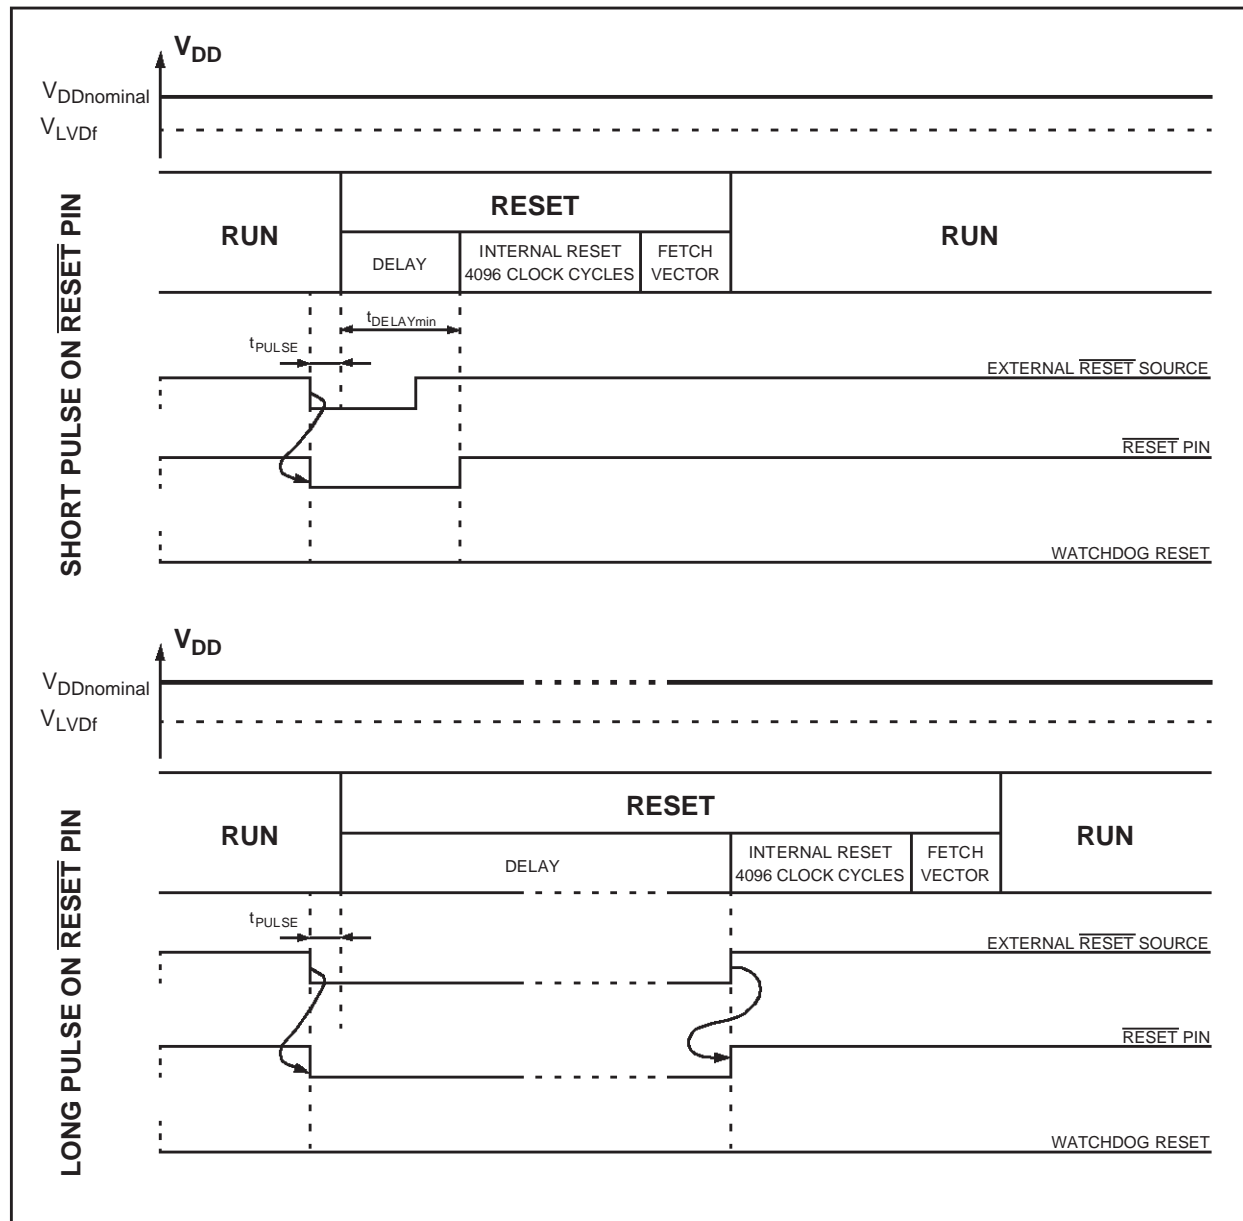 VDD
VDDnominal
VLVDf
SHORT PULSE ON RESET PIN
RUN
RESET
RUN
DELAY
INTERNAL RESET
4096 CLOCK CYCLES
FETCH
VECTOR
tDELAYmin
tPULSE
EXTERNAL RESET SOURCE
RESET PIN
WATCHDOG RESET
VDD
VDDnominal
VLVDf
LONG PULSE ON RESET PIN
RUN
RESET
RUN
DELAY
INTERNAL RESET
4096 CLOCK CYCLES
FETCH
VECTOR
tPULSE
EXTERNAL RESET SOURCE
RESET PIN
WATCHDOG RESET